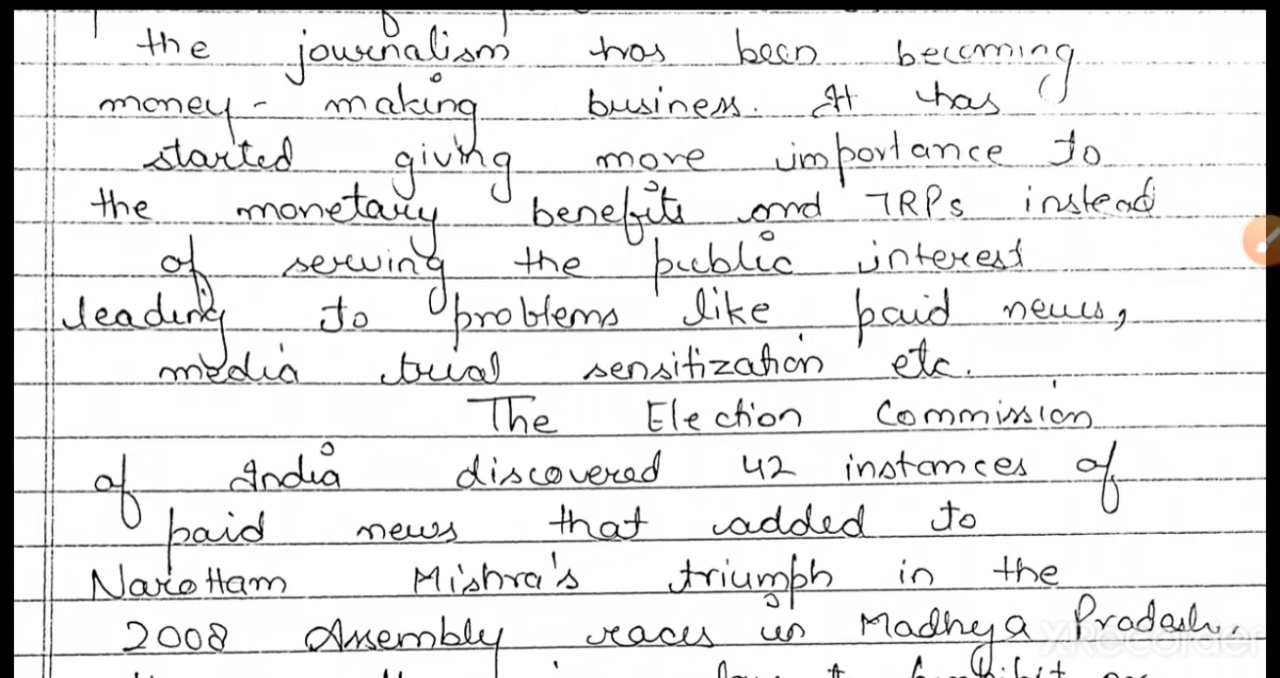 the journalism has been becoming
money- making business. It has
started giving more importance to
the monetary benefits and TRPs instead
of serving the public interest
leading to problems like paid news,
media trial sensitization etc.
The Election Commission
of India discovered 42 instances of
paid news that added to
Narottam Mishra's triumph in the
2008 Assembly races in Madhya Pradesh.
XRecorder